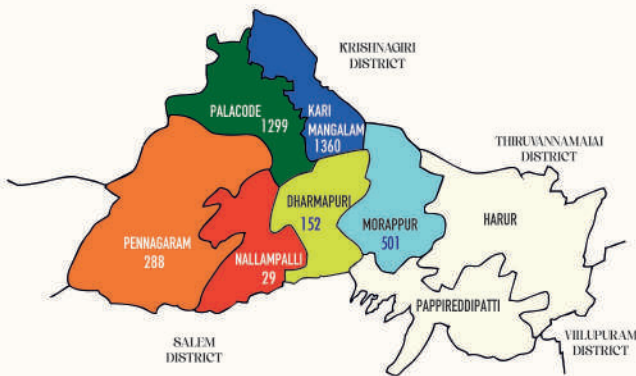 KRISHNAGIRI
DISTRICT
PALACODE
1299
KARI
MANGALAM
1360
THIRUVANNAMAIAI
DISTRICT
DHARMAPURI
152
MORAPPUR
501
HARUR
PENNAGARAM
288
NALLAMPALLI
29
PAPPIREDDIPATTI
SALEM
DISTRICT
VIILUPURAM
DISTRICT